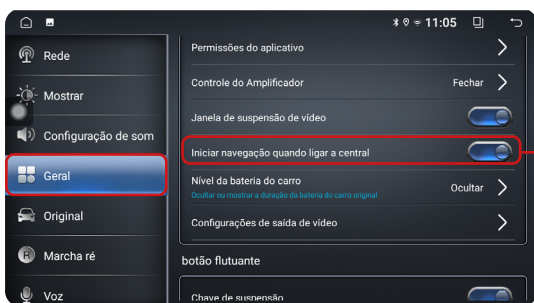 11:05
Rede
Mostrar
Configuração de som
Geral
Original
Marcha ré
Voz
Permissões do aplicativo
Controle do Amplificador Fechar
Janela de suspensão de vídeo
Iniciar navegação quando ligar a central
Nível da bateria do carro Ocultar
Ocultar ou mostrar a duração da bateria do carro original
Configurações de saída de vídeo
botão flutuante
Chave de suspensão